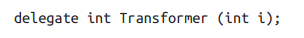 delegate int Transformer (int i);